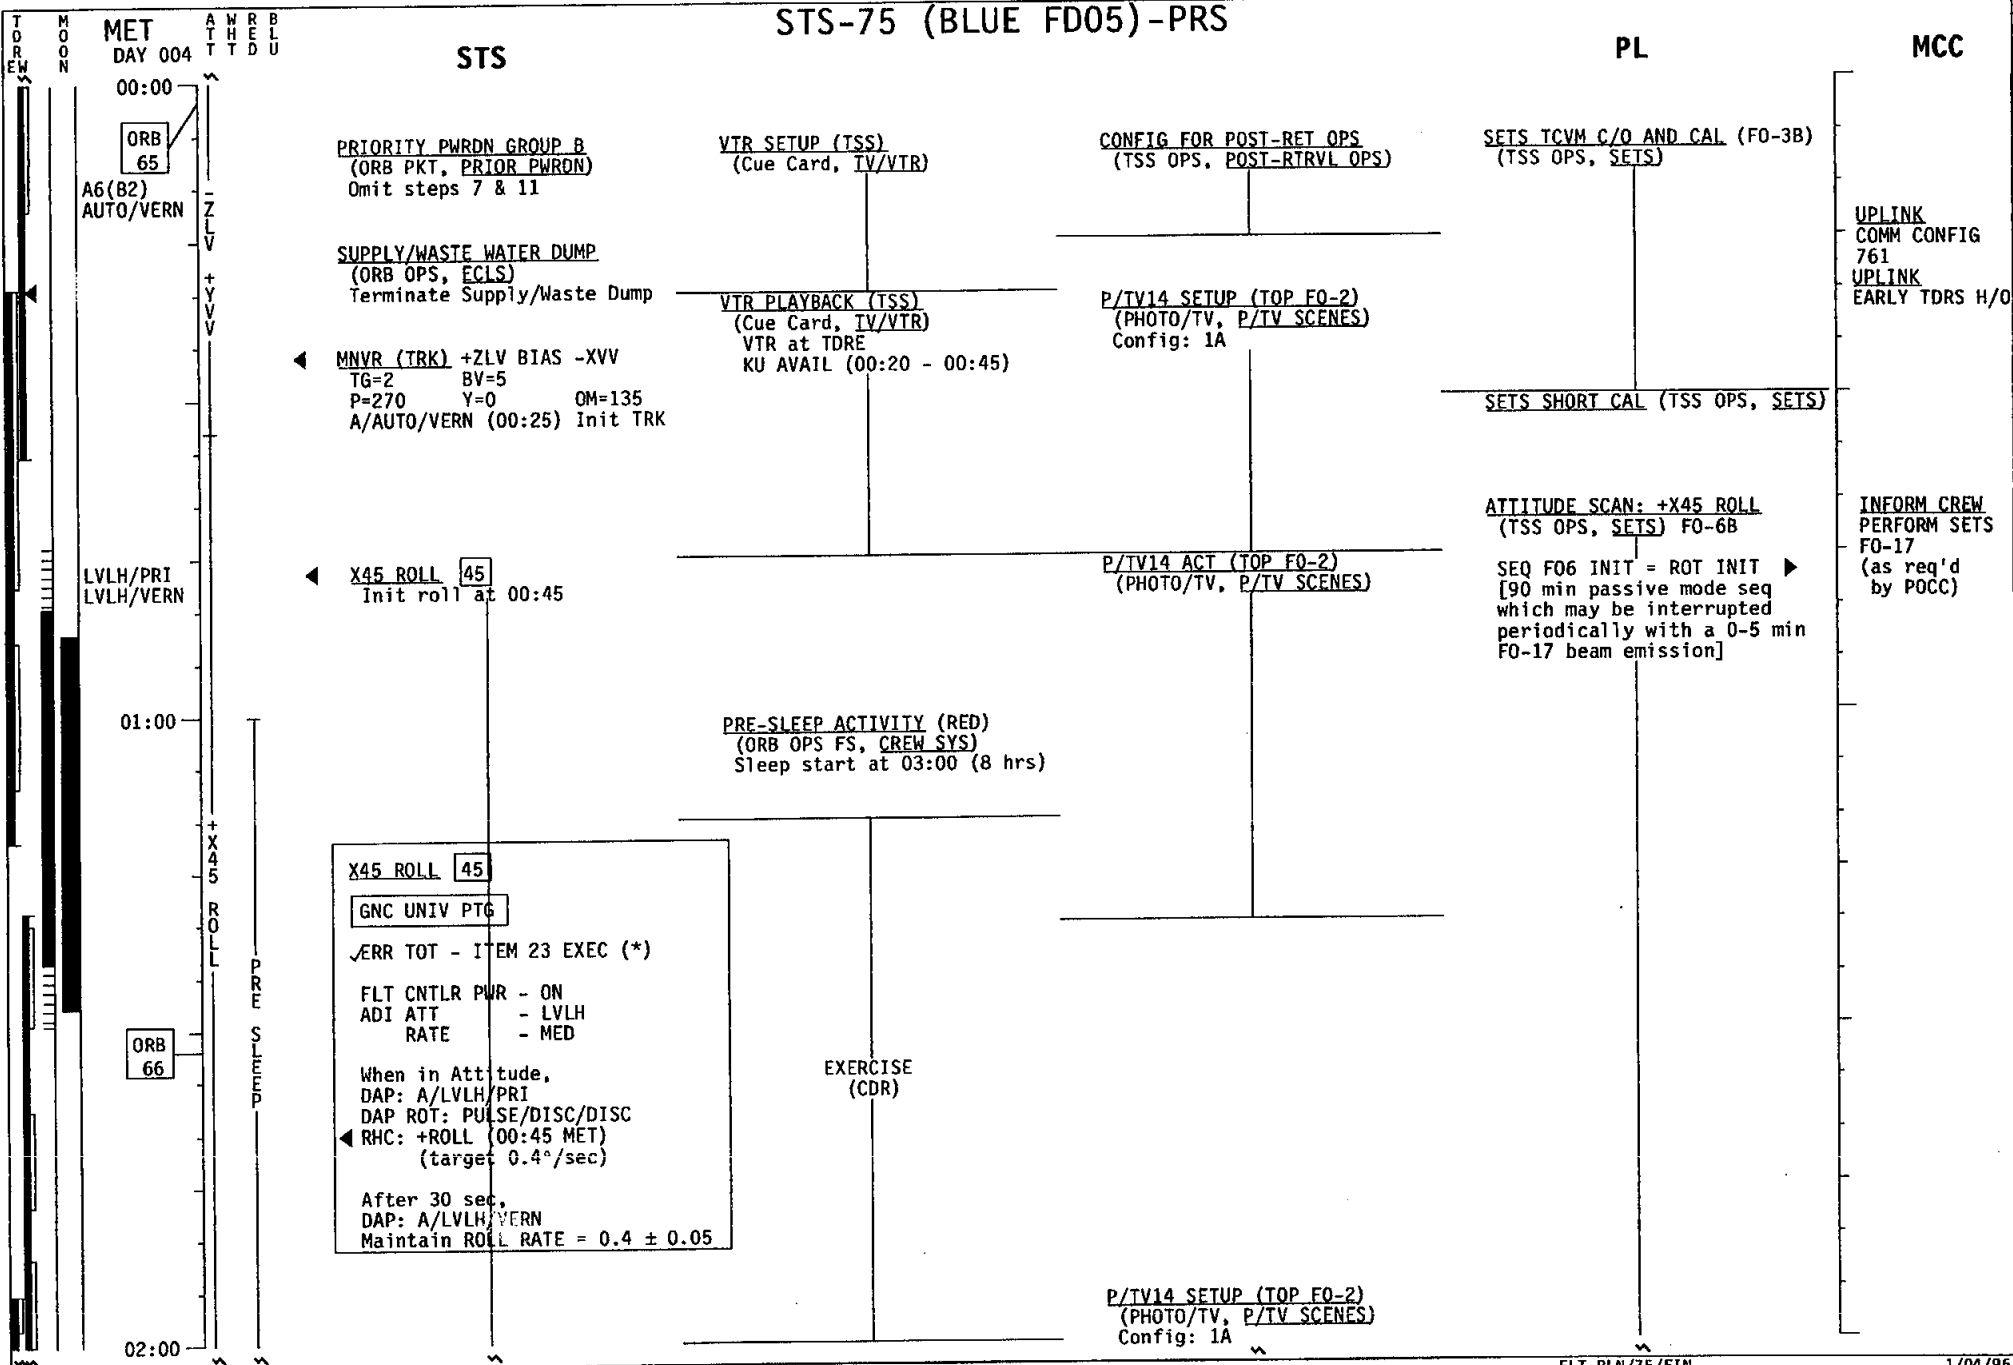 STS-75 (BLUE FD05)-PRS
TDRE
W
MOON
MET
DAY 004
ATT
WHT
RED
BLU
STS
PL
MCC
00:00
ORB
65
A6(B2)
AUTO/VERN
-ZLV +YVV
PRIORITY PWRDN GROUP B
(ORB PKT, PRIOR PWRDN)
Omit steps 7 & 11
SUPPLY/WASTE WATER DUMP
(ORB OPS, ECLS)
Terminate Supply/Waste Dump
MNVR (TRK) +ZLV BIAS -XVV
TG=2 BV=5
P=270 Y=0 OM=135
A/AUTO/VERN (00:25) Init TRK
LVLH/PRI
LVLH/VERN
X45 ROLL 45
Init roll at 00:45
01:00
+X45 ROLL
PRE SLEEP
X45 ROLL 45
GNC UNIV PTG
✓ERR TOT - ITEM 23 EXEC (*)
FLT CNTLR PWR - ON
ADI ATT - LVLH
RATE - MED
When in Attitude,
DAP: A/LVLH/PRI
DAP ROT: PULSE/DISC/DISC
RHC: +ROLL (00:45 MET)
(target 0.4°/sec)
After 30 sec,
DAP: A/LVLH/VERN
Maintain ROLL RATE = 0.4 ± 0.05
ORB
66
02:00
VTR SETUP (TSS)
(Cue Card, TV/VTR)
VTR PLAYBACK (TSS)
(Cue Card, TV/VTR)
VTR at TDRE
KU AVAIL (00:20 - 00:45)
PRE-SLEEP ACTIVITY (RED)
(ORB OPS FS, CREW SYS)
Sleep start at 03:00 (8 hrs)
EXERCISE
(CDR)
CONFIG FOR POST-RET OPS
(TSS OPS, POST-RTRVL OPS)
P/TV14 SETUP (TOP FO-2)
(PHOTO/TV, P/TV SCENES)
Config: 1A
P/TV14 ACT (TOP FO-2)
(PHOTO/TV, P/TV SCENES)
P/TV14 SETUP (TOP FO-2)
(PHOTO/TV, P/TV SCENES)
Config: 1A
SETS TCVM C/O AND CAL (FO-3B)
(TSS OPS, SETS)
SETS SHORT CAL (TSS OPS, SETS)
ATTITUDE SCAN: +X45 ROLL
(TSS OPS, SETS) FO-6B
SEQ FO6 INIT = ROT INIT
[90 min passive mode seq
which may be interrupted
periodically with a 0-5 min
FO-17 beam emission]
UPLINK
COMM CONFIG
761
UPLINK
EARLY TDRS H/O
INFORM CREW
PERFORM SETS
FO-17
(as req'd
by POCC)
FLT PLN/75/FIN
1/04/96